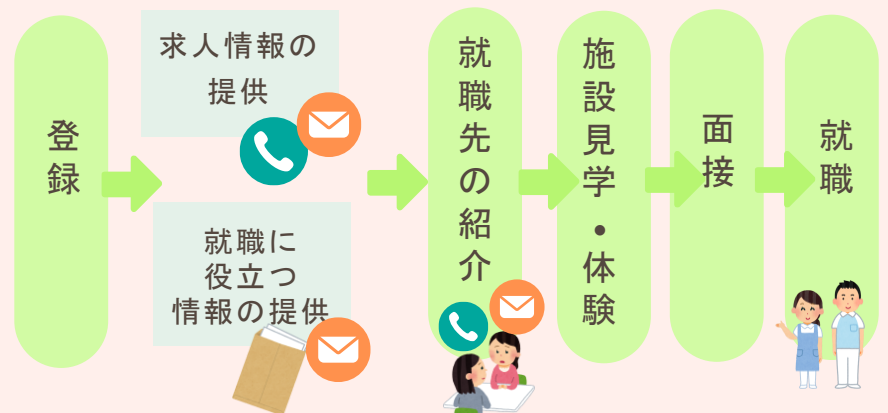 登録
求人情報の
提供
就職に
役立つ
情報の提供
就職先の紹介
施設見学・体験
面接
就職